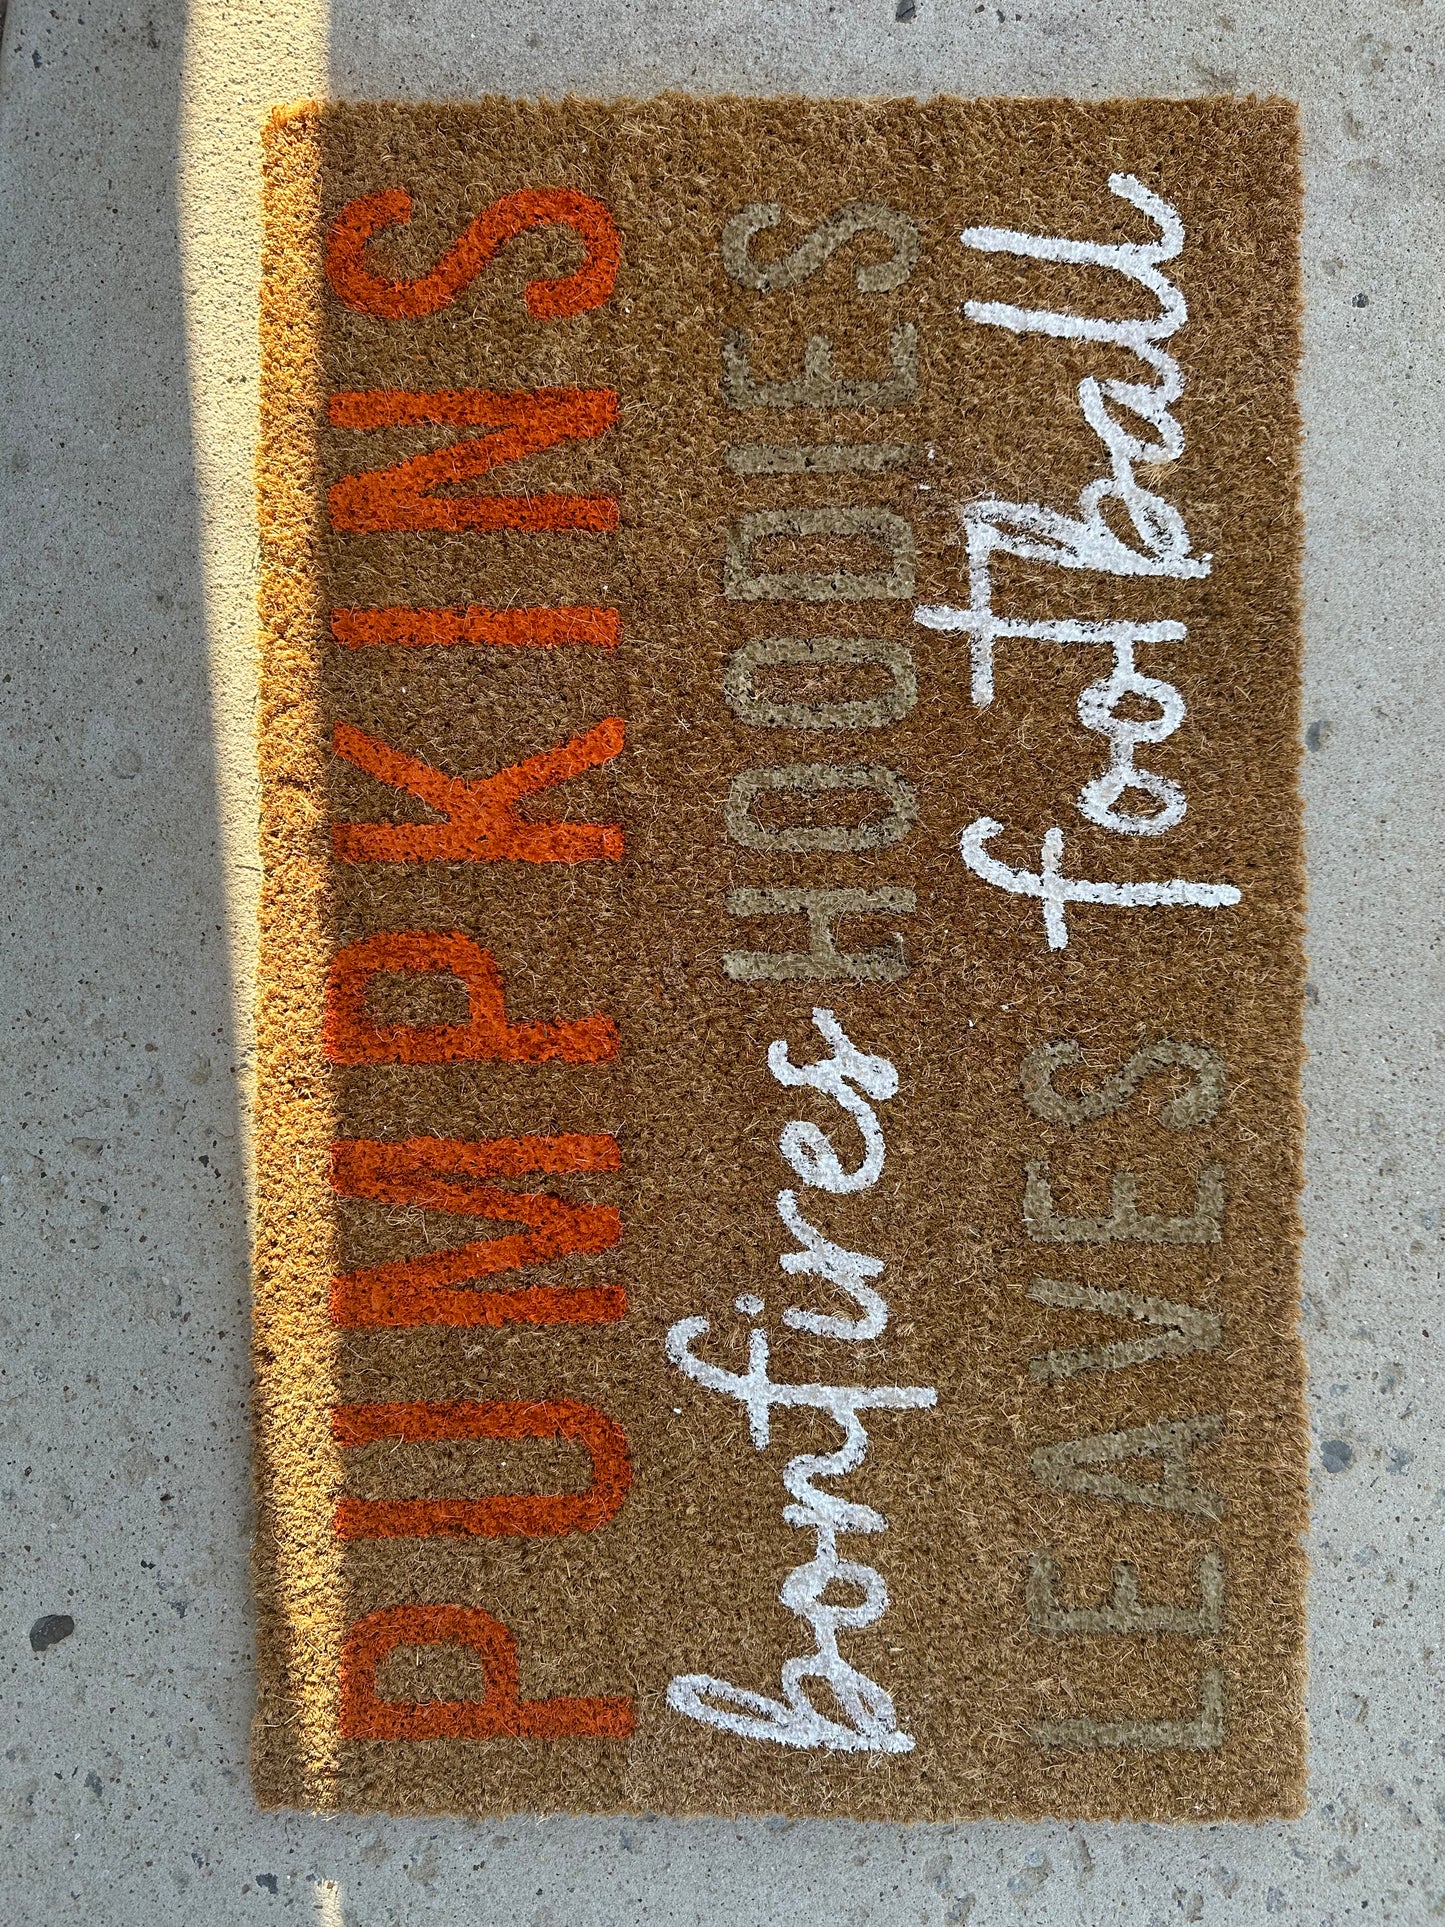 PUMPKINS
bonfires HOODIES
LEAVES football